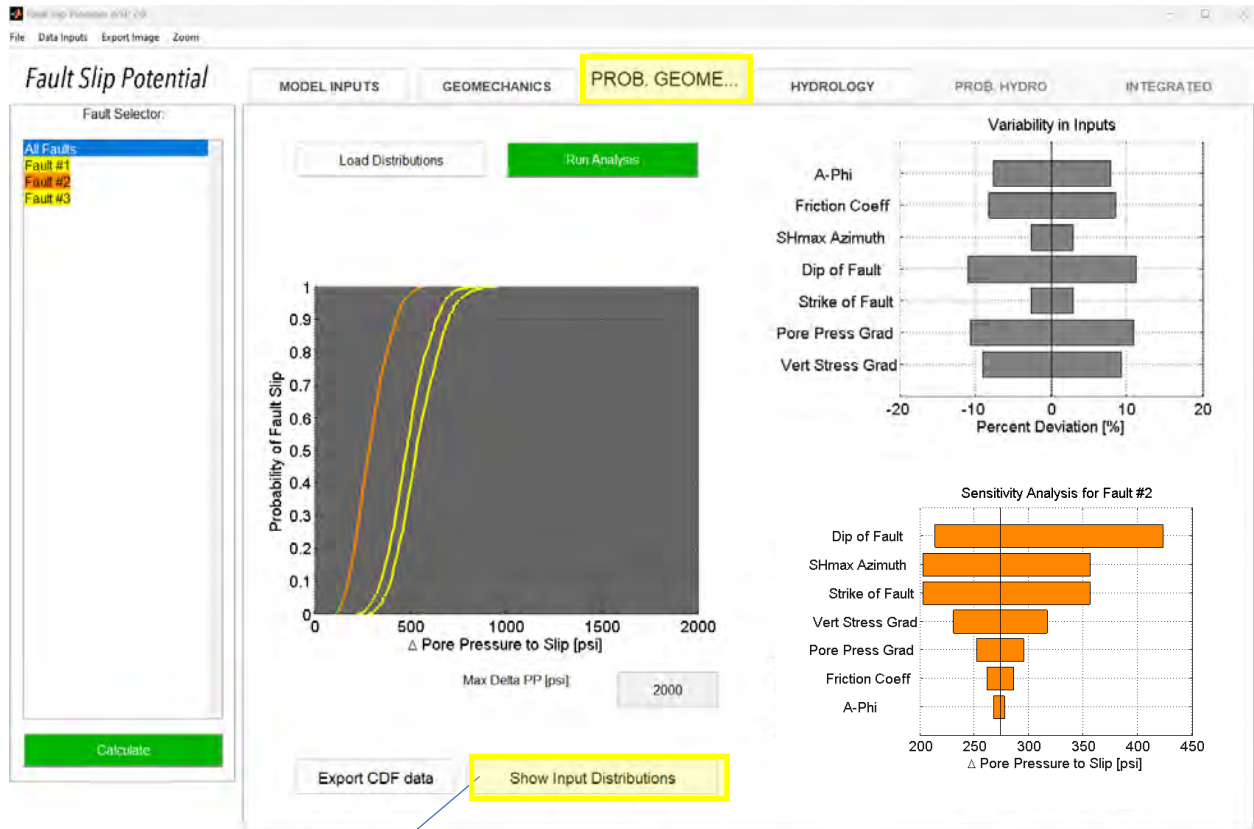 Fault Slip Potential
File Data Inputs Export Image Zoom
Fault Slip Potential
MODEL INPUTS GEOMECHANICS PROB. GEOME... HYDROLOGY PROB. HYDRO INTEGRATED
Fault Selector:
All Faults
Fault #1
Fault #2
Fault #3
Calculate
Load Distributions Run Analysis
1
0.9
0.8
0.7
0.6
0.5
0.4
0.3
0.2
0.1
0
Probability of Fault Slip
0 500 1000 1500 2000
Δ Pore Pressure to Slip [psi]
Max Delta PP [psi] 2000
Export CDF data Show Input Distributions
Variability in Inputs
A-Phi
Friction Coeff
SHmax Azimuth
Dip of Fault
Strike of Fault
Pore Press Grad
Vert Stress Grad
-20 -10 0 10 20
Percent Deviation [%]
Sensitivity Analysis for Fault #2
Dip of Fault
SHmax Azimuth
Strike of Fault
Vert Stress Grad
Pore Press Grad
Friction Coeff
A-Phi
200 250 300 350 400 450
Δ Pore Pressure to Slip [psi]